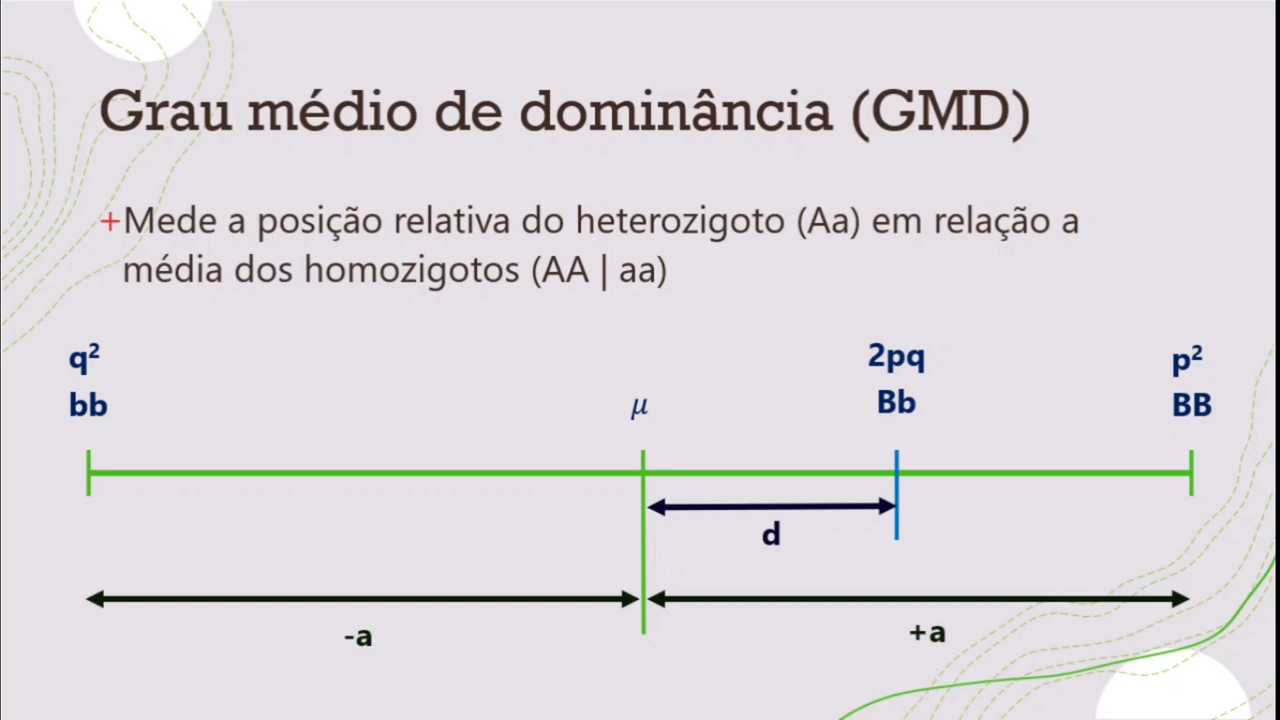 Grau médio de dominância (GMD)
+Mede a posição relativa do heterozigoto (Aa) em relação a
média dos homozigotos (AA | aa)
q² 2pq p²
bb μ Bb BB
d
-a +a